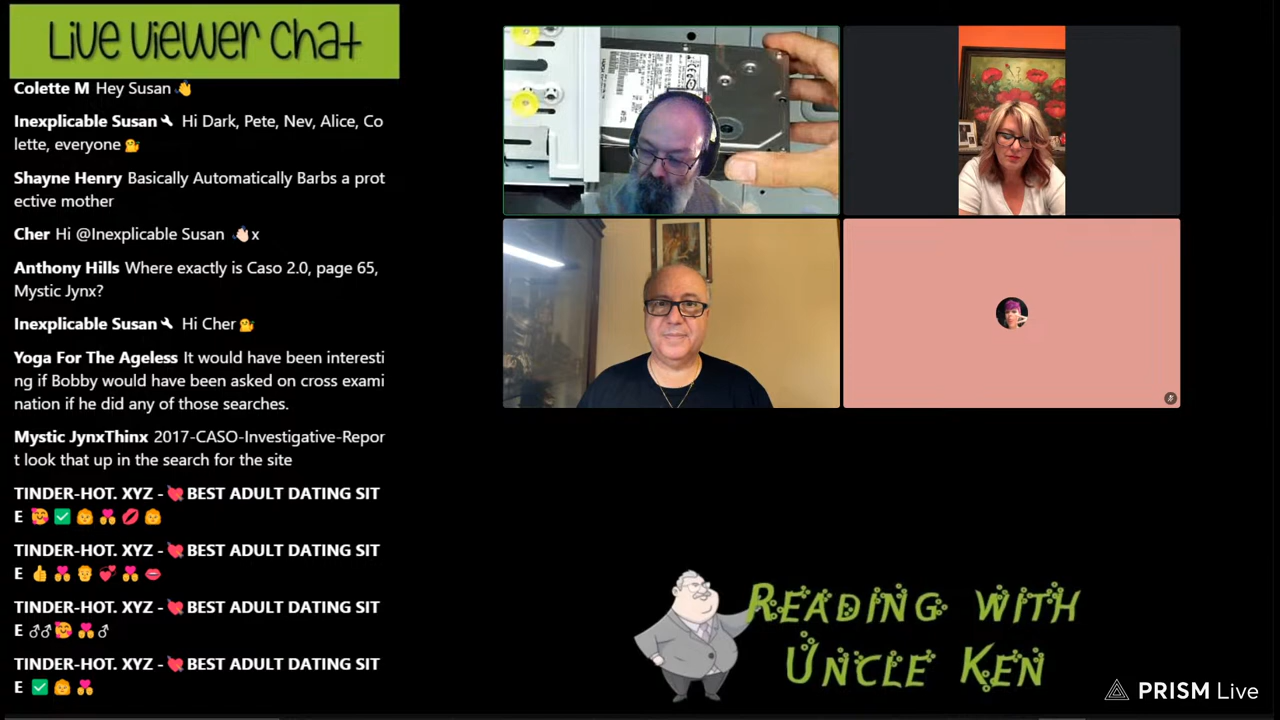 Live Viewer Chat
Colette M Hey Susan👋
Inexplicable Susan Hi Dark, Pete, Nev, Alice, Co
lette, everyone
Shayne Henry Basically Automatically Barbs a prot
ective mother
Cher Hi @Inexplicable Susan 👋🏻x
Anthony Hills Where exactly is Caso 2.0, page 65,
Mystic Jynx?
Inexplicable Susan Hi Cher
Yoga For The Ageless It would have been interesti
ng if Bobby would have been asked on cross exami
nation if he did any of those searches.
Mystic JynxThinx 2017-CASO-Investigative-Repor
t look that up in the search for the site
TINDER-HOT. XYZ - 💘BEST ADULT DATING SIT
E 🥰 ✅ 👩‍🦰 💏 💋 👩‍🦰
TINDER-HOT. XYZ - 💘BEST ADULT DATING SIT
E 👍 💏 👱 💞 💏 👄
TINDER-HOT. XYZ - 💘BEST ADULT DATING SIT
E ♂♂🥰 💏♂
TINDER-HOT. XYZ - 💘BEST ADULT DATING SIT
E ✅ 👩‍🦰 💏
Reading with
Uncle Ken
PRISM Live